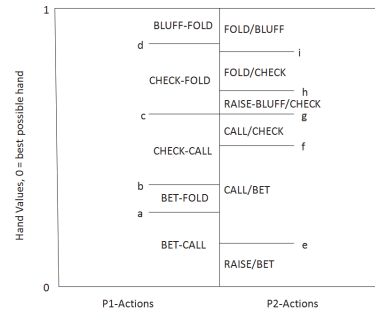 1
BLUFF-FOLD
FOLD/BLUFF
d
i
CHECK-FOLD
FOLD/CHECK
h
RAISE-BLUFF/CHECK
c
g
CALL/CHECK
CHECK-CALL
f
b
CALL/BET
BET-FOLD
a
BET-CALL
e
RAISE/BET
0
Hand Values, 0 = best possible hand
P1-Actions
P2-Actions